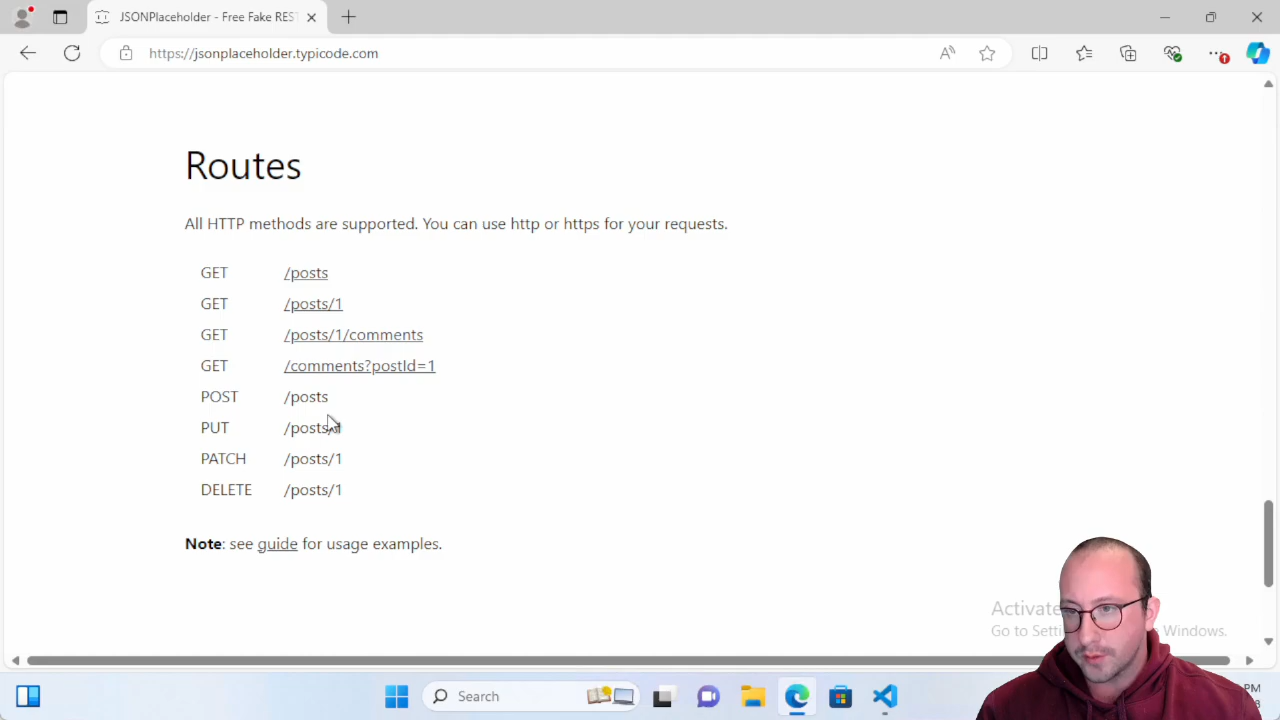 JSONPlaceholder - Free Fake REST
https://jsonplaceholder.typicode.com
Routes
All HTTP methods are supported. You can use http or https for your requests.
GET /posts
GET /posts/1
GET /posts/1/comments
GET /comments?postId=1
POST /posts
PUT /posts/1
PATCH /posts/1
DELETE /posts/1
Note: see guide for usage examples.
Activate
Go to Windows.
Search
PM